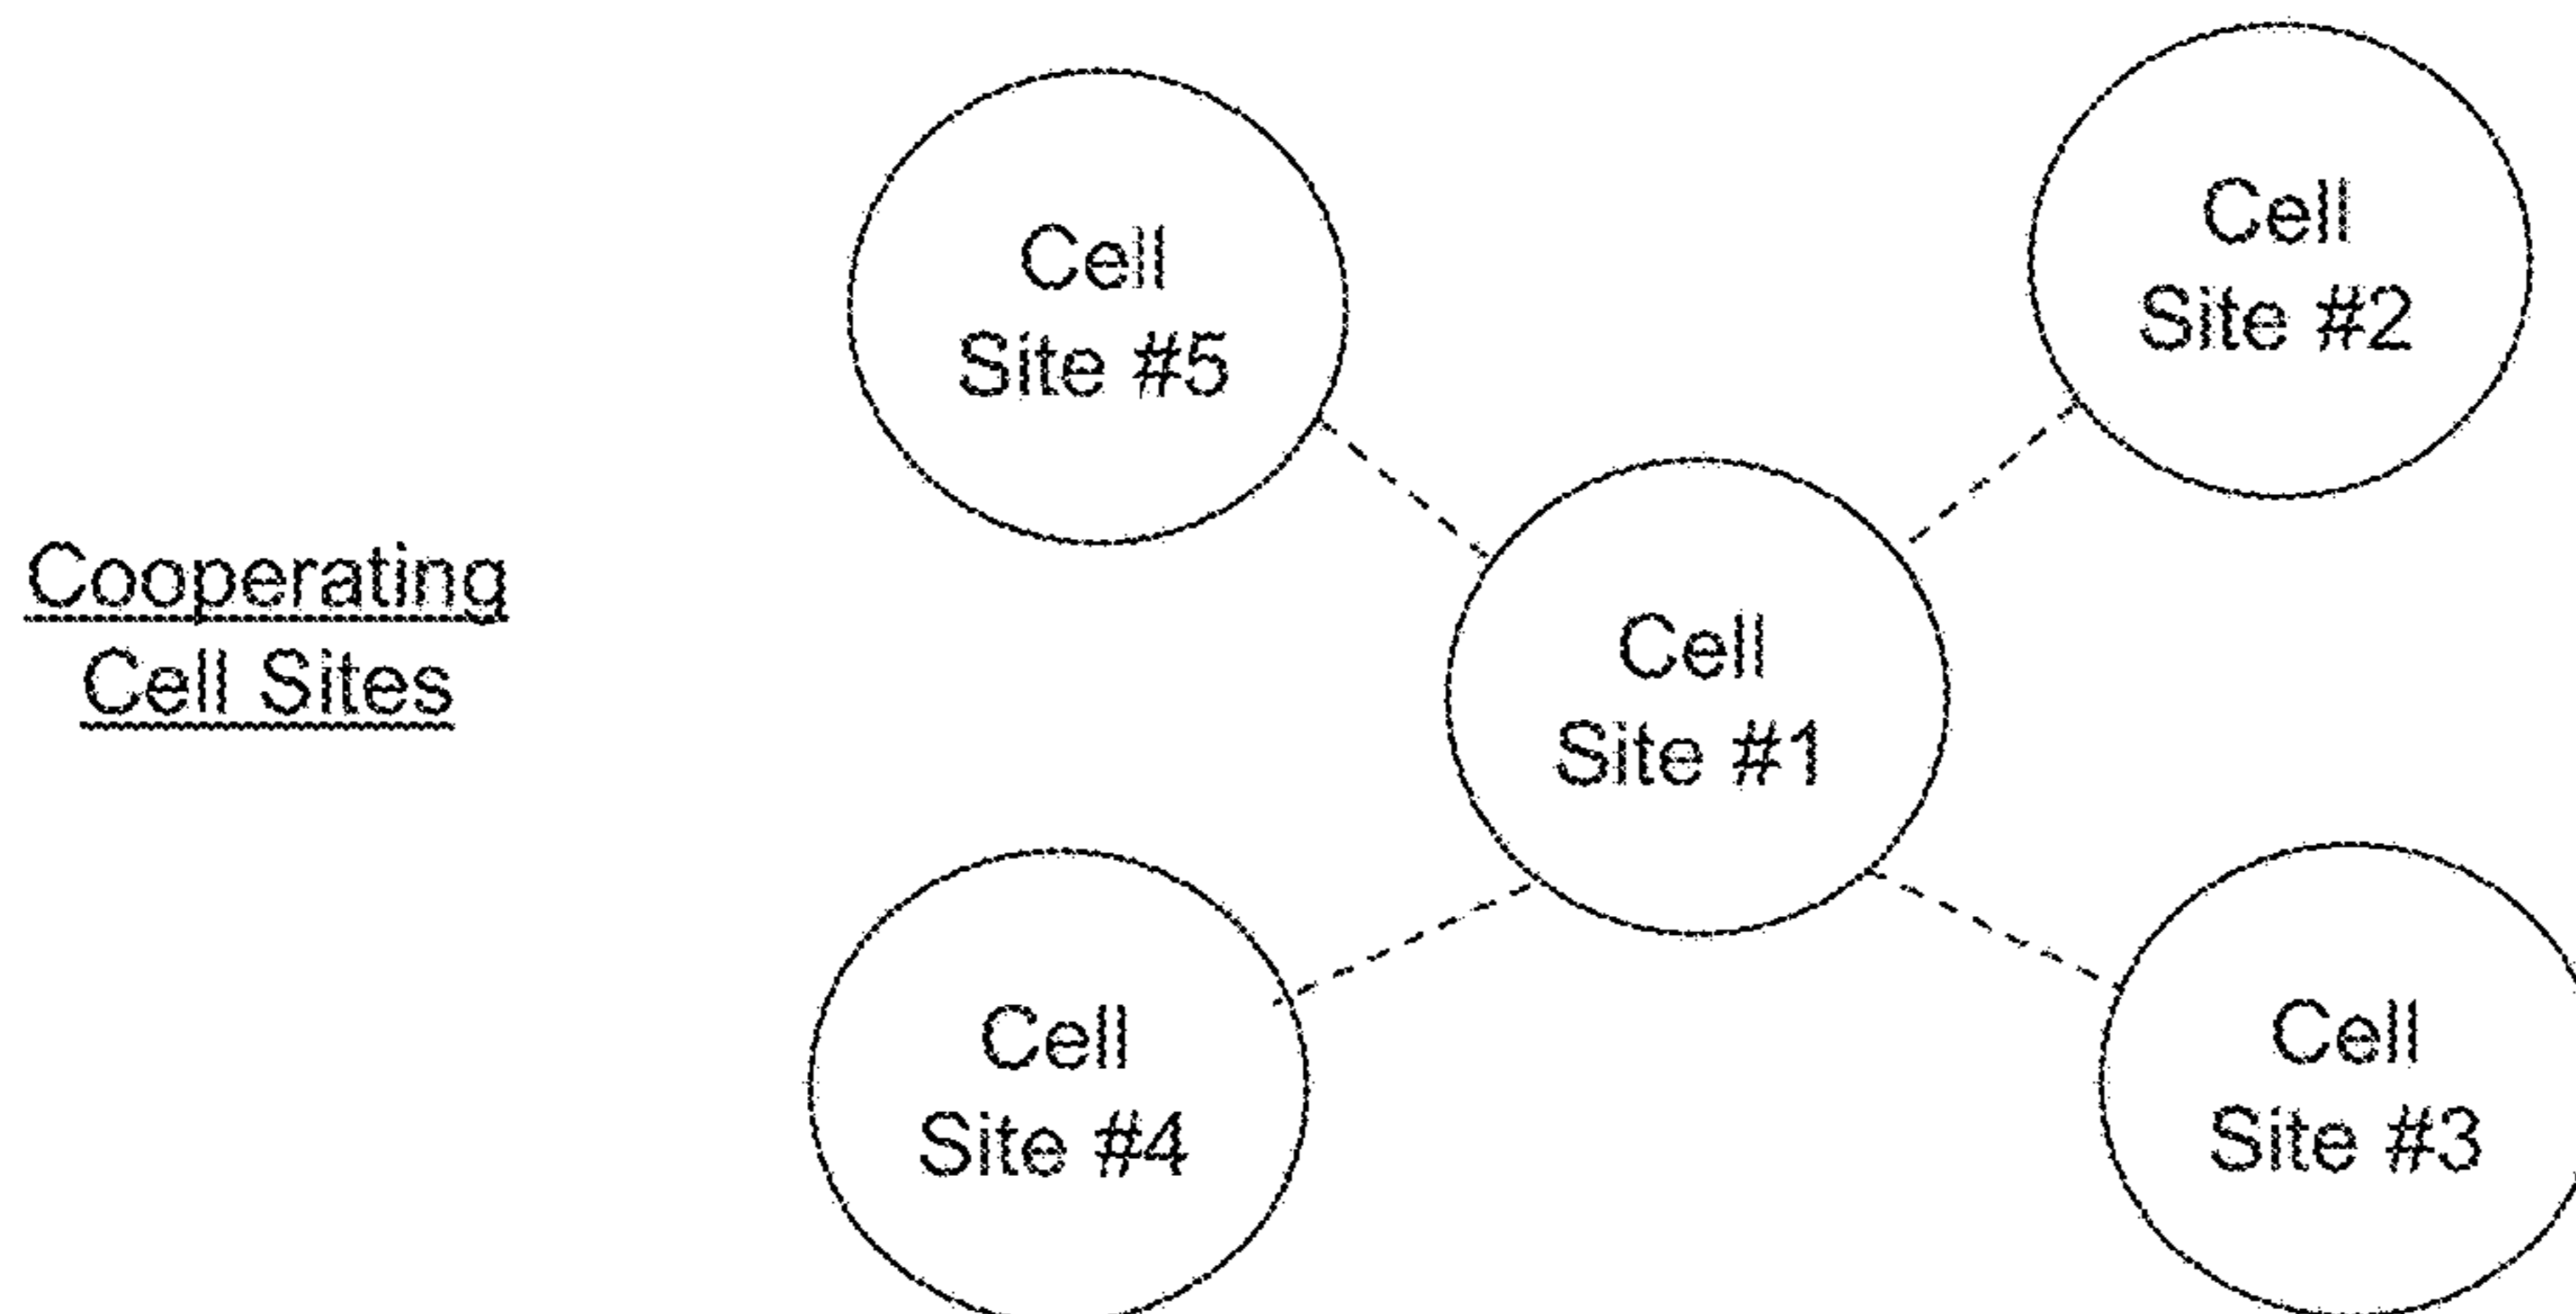 Cooperating
Cell Sites
Cell
Site #5
Cell
Site #2
Cell
Site #1
Cell
Site #4
Cell
Site #3